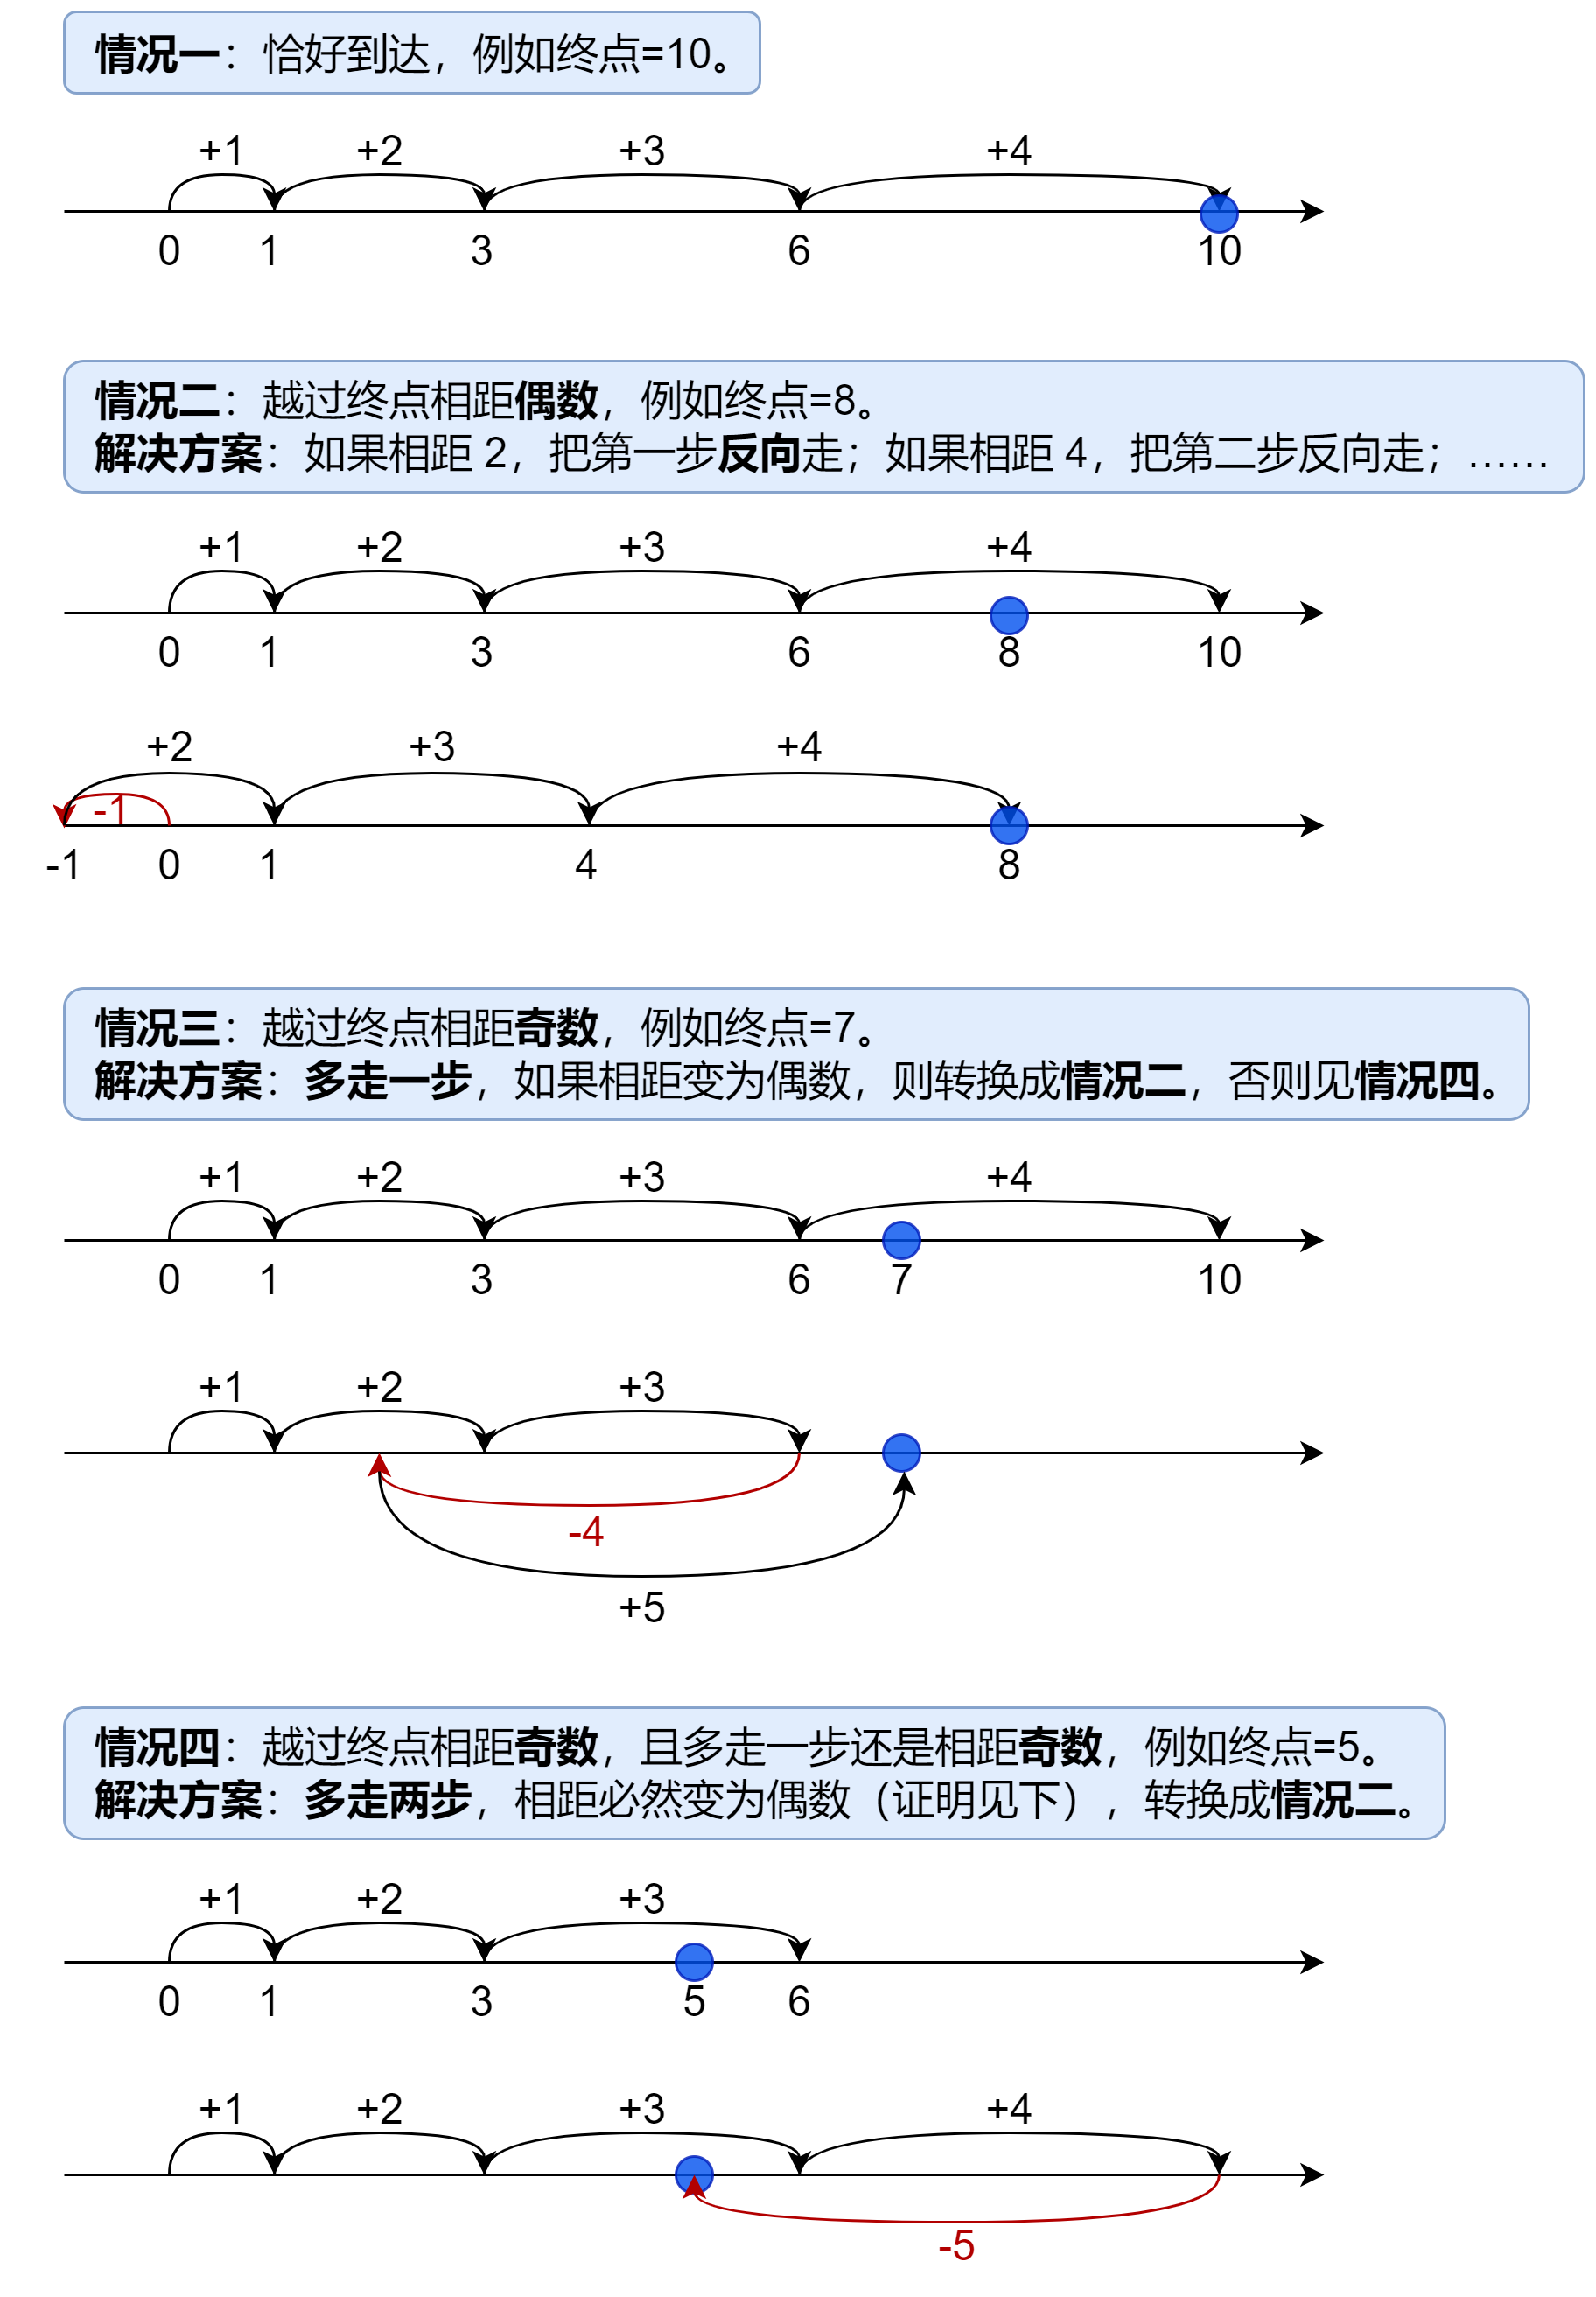 情况一：恰好到达，例如终点=10。
+1 +2 +3 +4
0 1 3 6 10
情况二：越过终点相距偶数，例如终点=8。
解决方案：如果相距 2，把第一步反向走；如果相距 4，把第二步反向走；……
+1 +2 +3 +4
0 1 3 6 8 10
+2 +3 +4
-1
-1 0 1 4 8
情况三：越过终点相距奇数，例如终点=7。
解决方案：多走一步，如果相距变为偶数，则转换成情况二，否则见情况四。
+1 +2 +3 +4
0 1 3 6 7 10
+1 +2 +3
-4
+5
情况四：越过终点相距奇数，且多走一步还是相距奇数，例如终点=5。
解决方案：多走两步，相距必然变为偶数（证明见下），转换成情况二。
+1 +2 +3
0 1 3 5 6
+1 +2 +3 +4
-5